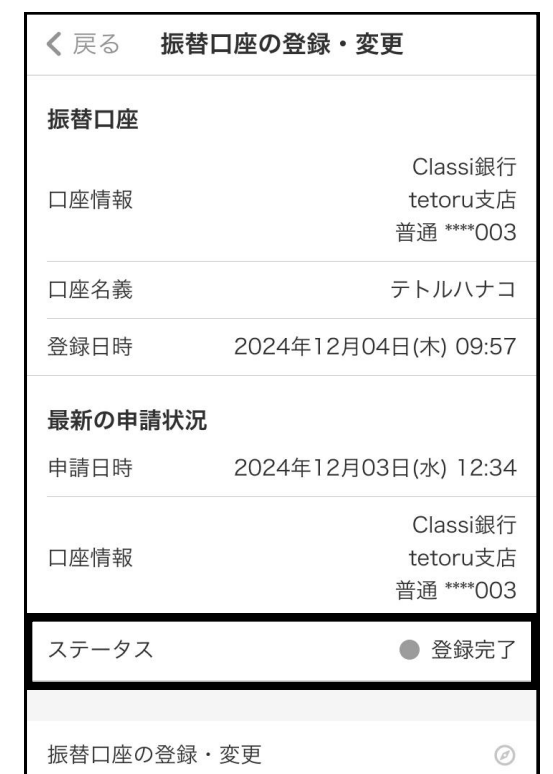 戻る 振替口座の登録・変更
振替口座
Classi銀行
口座情報 tetoru支店
普通 ****003
口座名義 テトルハナコ
登録日時 2024年12月04日(木) 09:57
最新の申請状況
申請日時 2024年12月03日(水) 12:34
Classi銀行
口座情報 tetoru支店
普通 ****003
ステータス 登録完了
振替口座の登録・変更